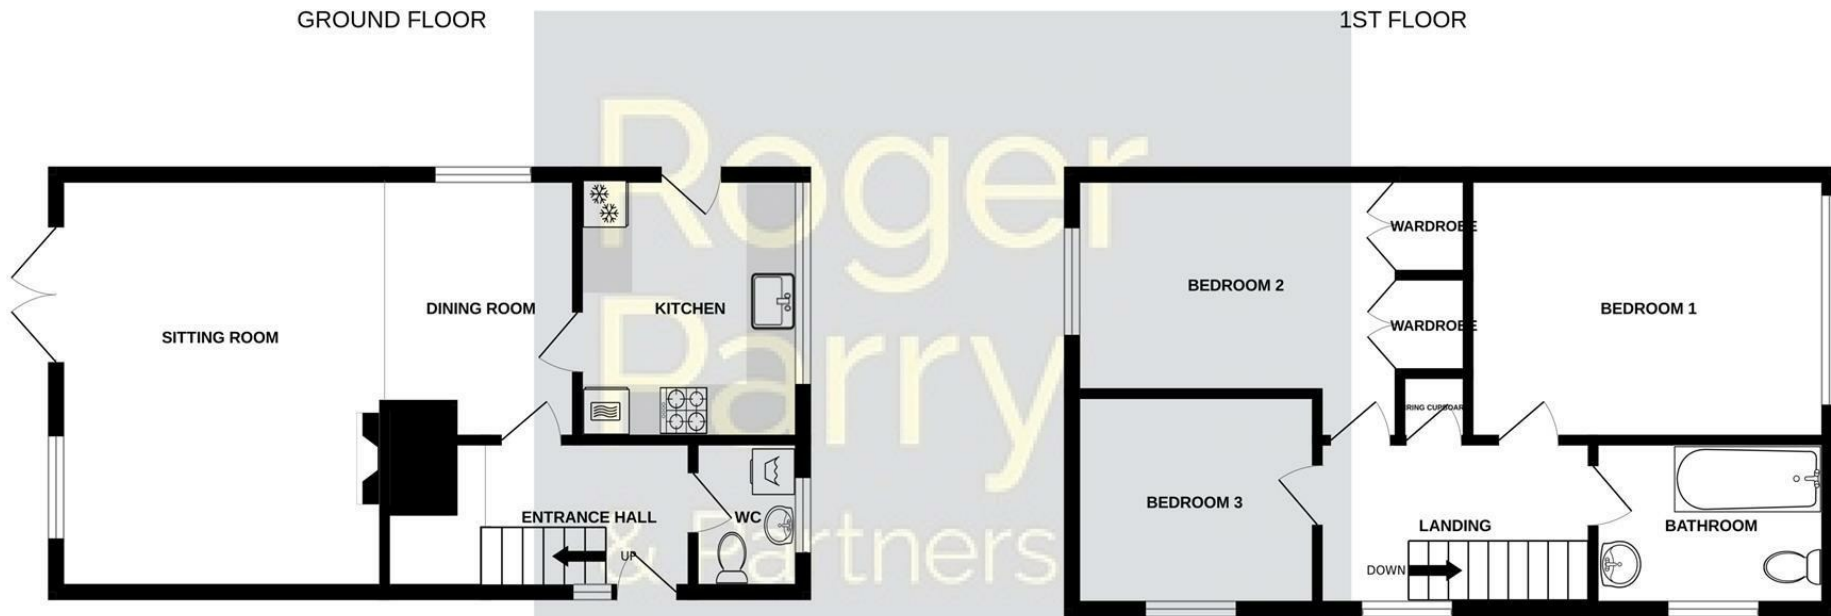 GROUND FLOOR
1ST FLOOR
Roger
Parry
& Partners
SITTING ROOM
DINING ROOM
KITCHEN
ENTRANCE HALL
UP
WC
BEDROOM 2
WARDROBE
WARDROBE
BEDROOM 1
BEDROOM 3
LANDING
DOWN
BATHROOM